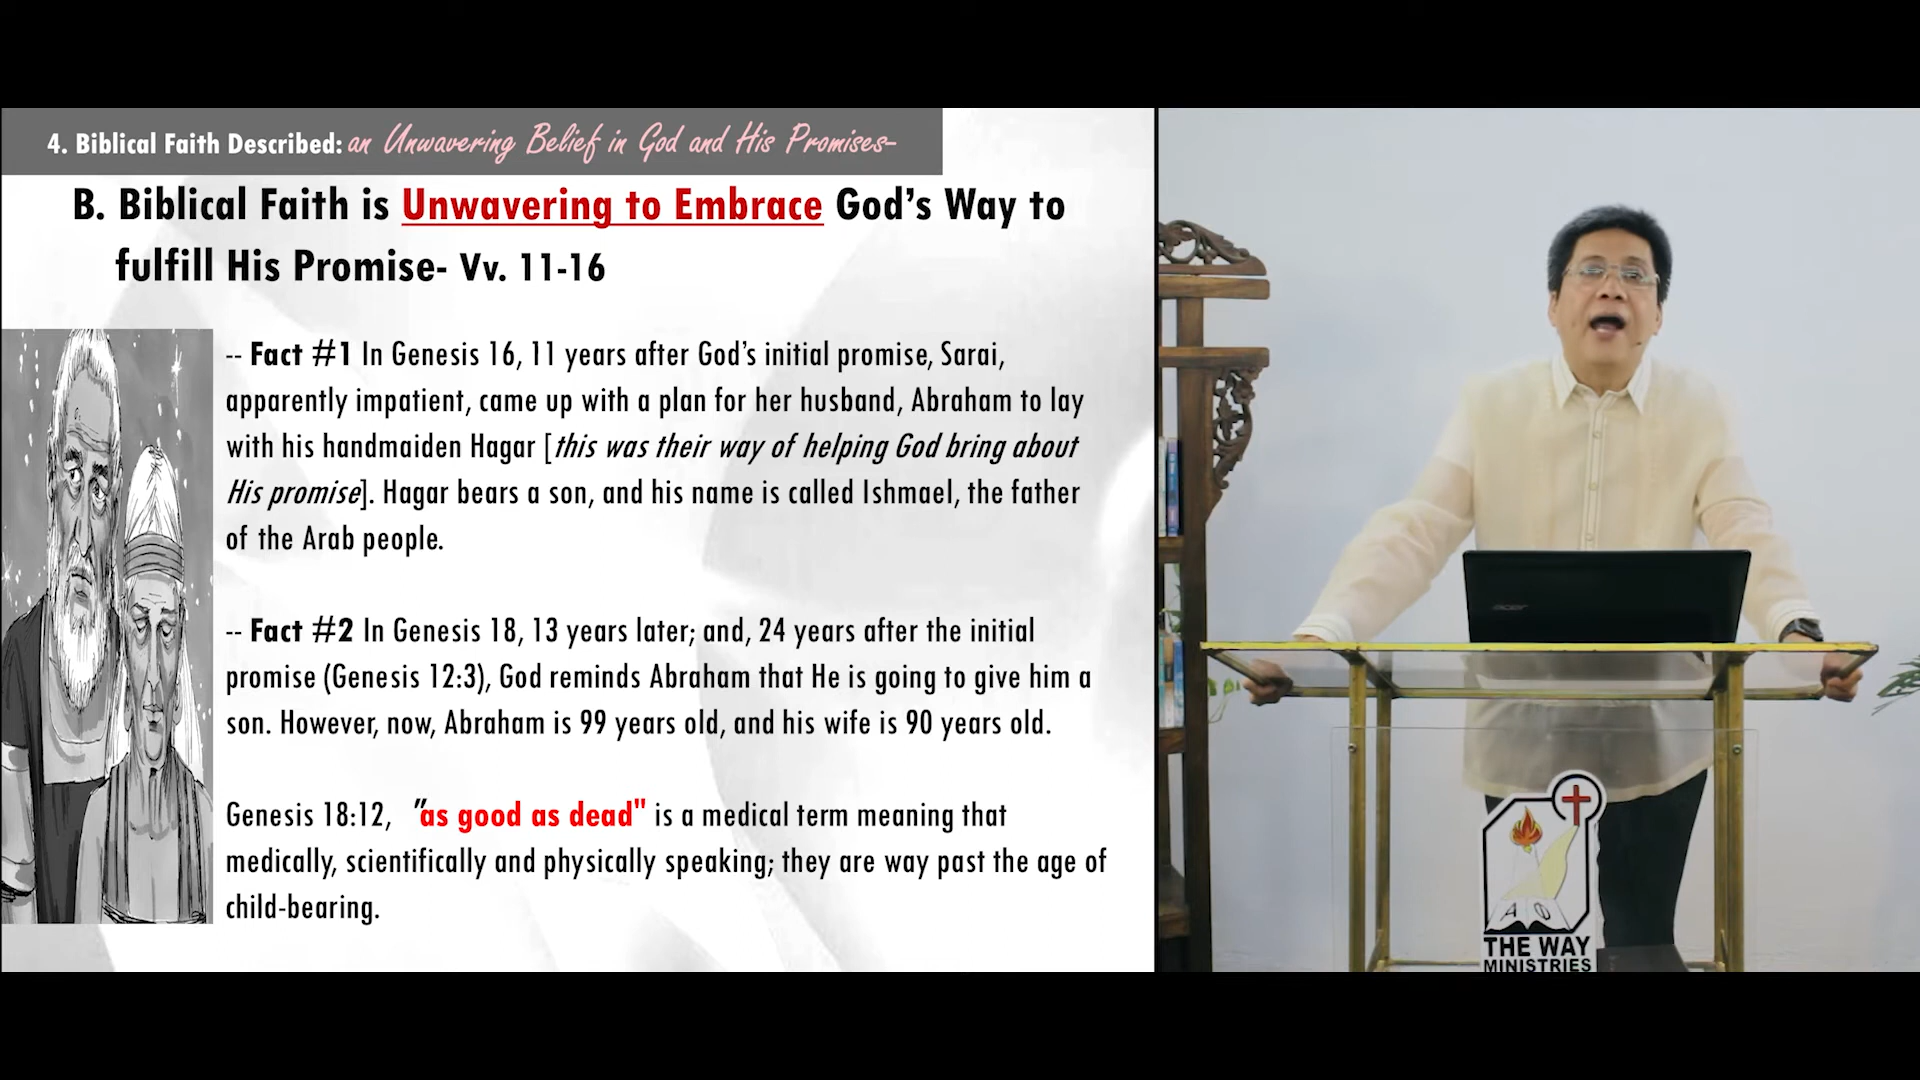 4. Biblical Faith Described: an Unwavering Belief in God and His Promises-
B. Biblical Faith is Unwavering to Embrace God's Way to
fulfill His Promise- Vv. 11-16
-- Fact #1 In Genesis 16, 11 years after God's initial promise, Sarai,
apparently impatient, came up with a plan for her husband, Abraham to lay
with his handmaiden Hagar [this was their way of helping God bring about
His promise]. Hagar bears a son, and his name is called Ishmael, the father
of the Arab people.
-- Fact #2 In Genesis 18, 13 years later; and, 24 years after the initial
promise (Genesis 12:3), God reminds Abraham that He is going to give him a
son. However, now, Abraham is 99 years old, and his wife is 90 years old.
Genesis 18:12, "as good as dead" is a medical term meaning that
medically, scientifically and physically speaking; they are way past the age of
child-bearing.
acer
Α Ω
THE WAY
MINISTRIES